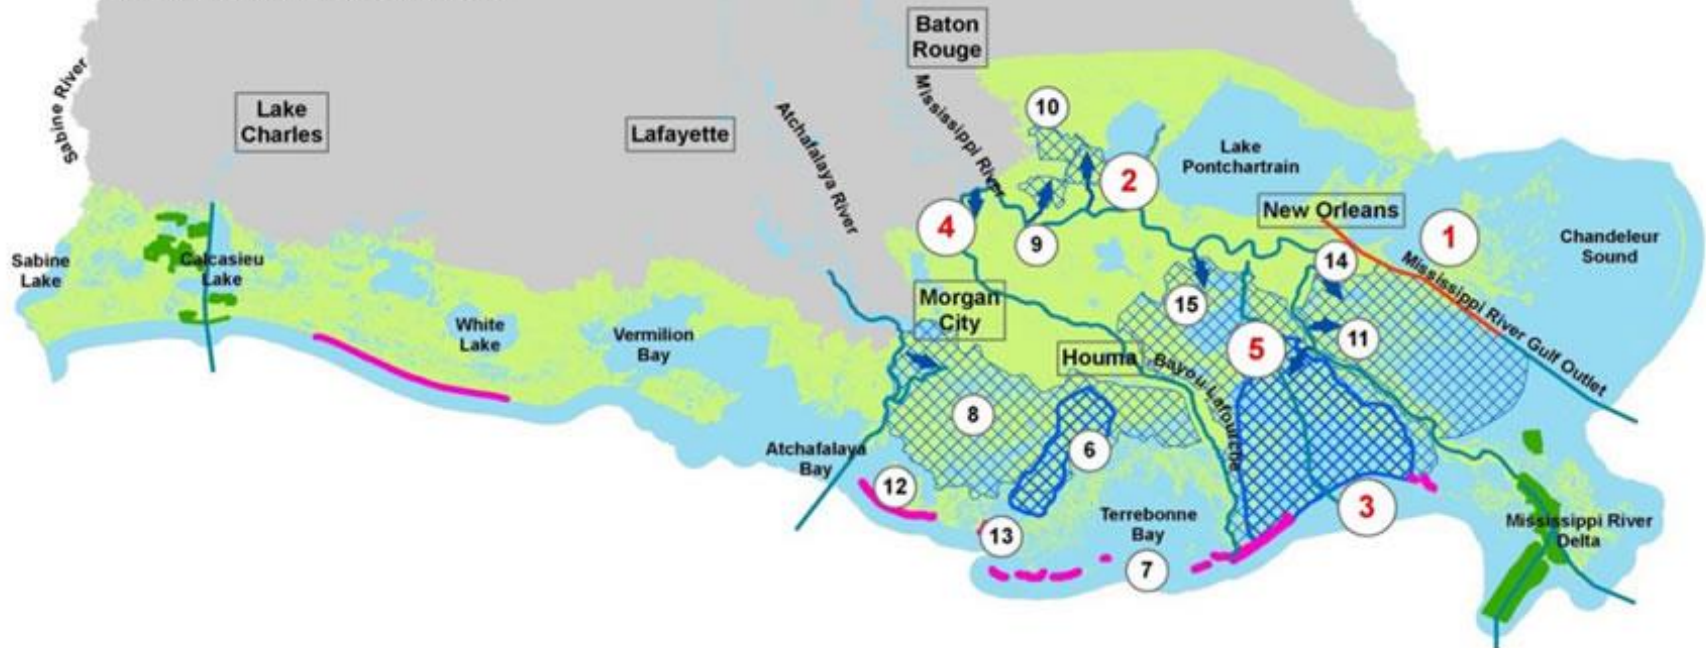 Baton
Rouge
Sabine River
Lake
Charles
Lafayette
Atchafalaya River
Mississippi River
10
2
Lake
Pontchartrain
New Orleans
4
9
1
Chandeleur
Sound
14
Sabine
Lake
Calcasieu
Lake
Mississippi River Gulf Outlet
Morgan
City
15
11
White
Lake
Vermilion
Bay
Houma
5
Bayou Lafourche
8
6
Atchafalaya
Bay
12
3
Terrebonne
Bay
13
7
Mississippi River
Delta